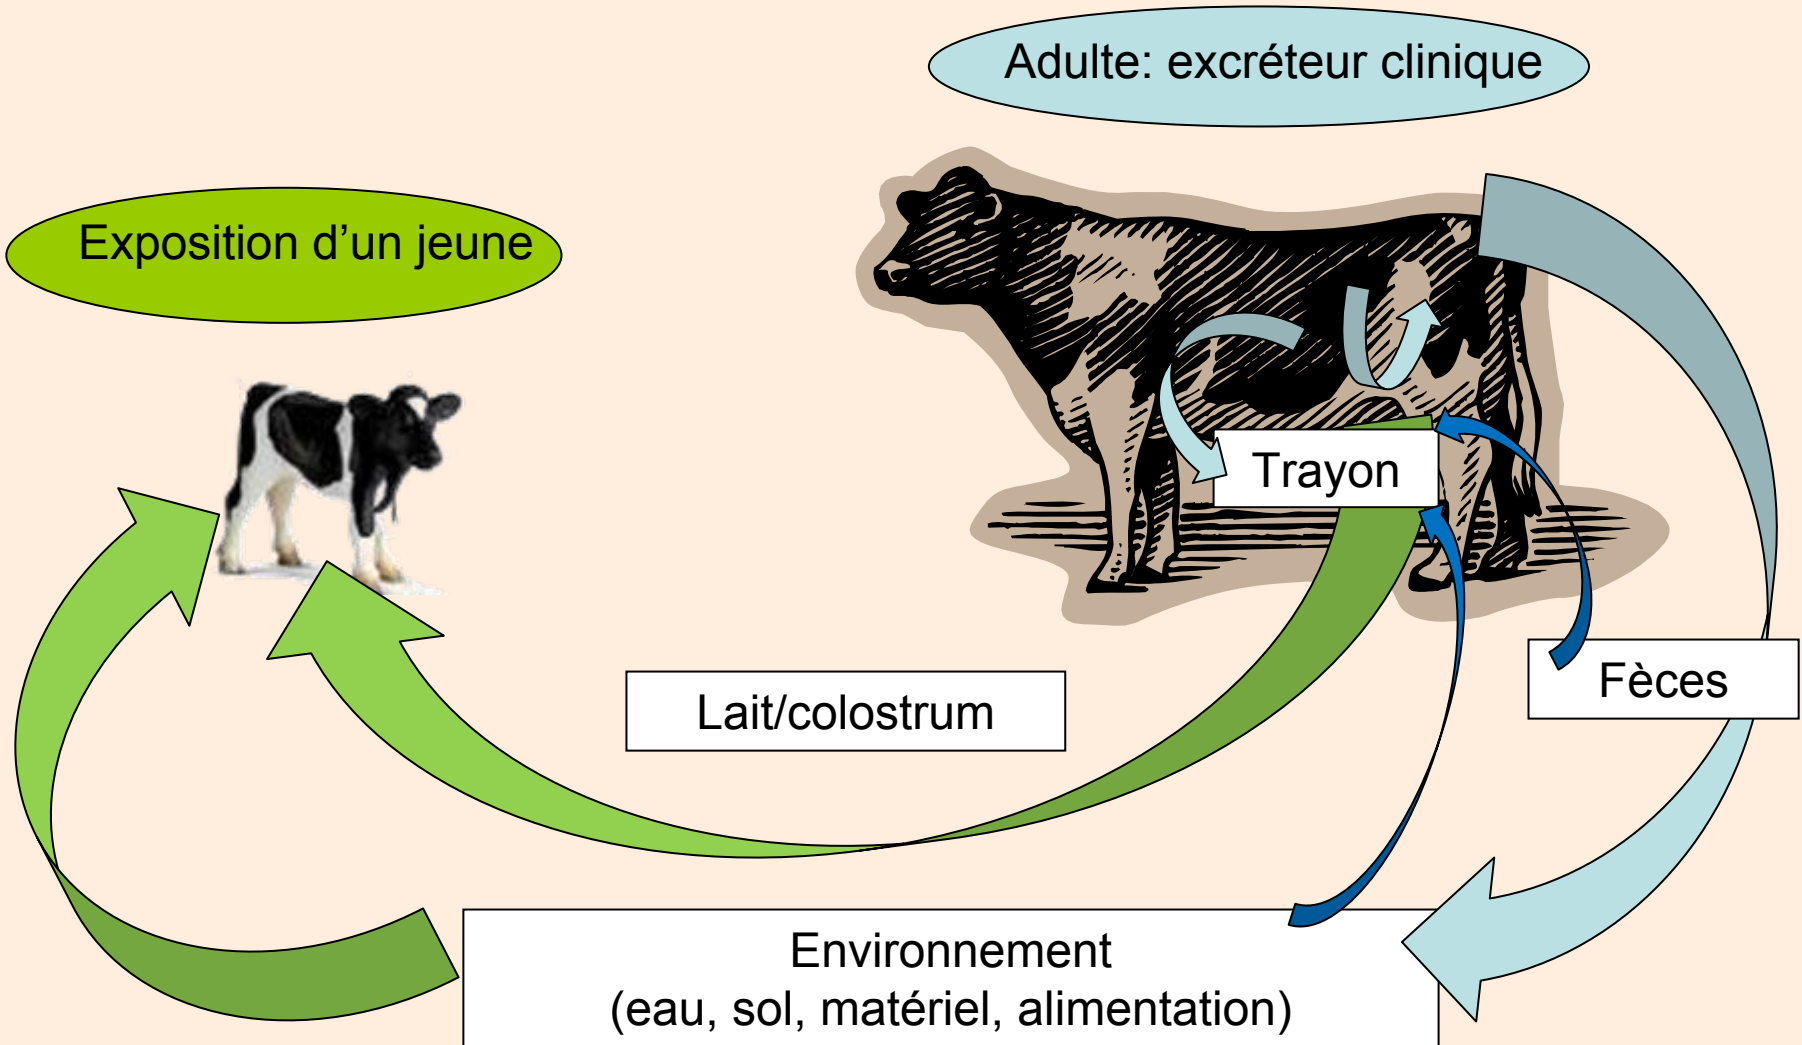 Adulte: excréteur clinique
Exposition d’un jeune
Trayon
Fèces
Lait/colostrum
Environnement
(eau, sol, matériel, alimentation)